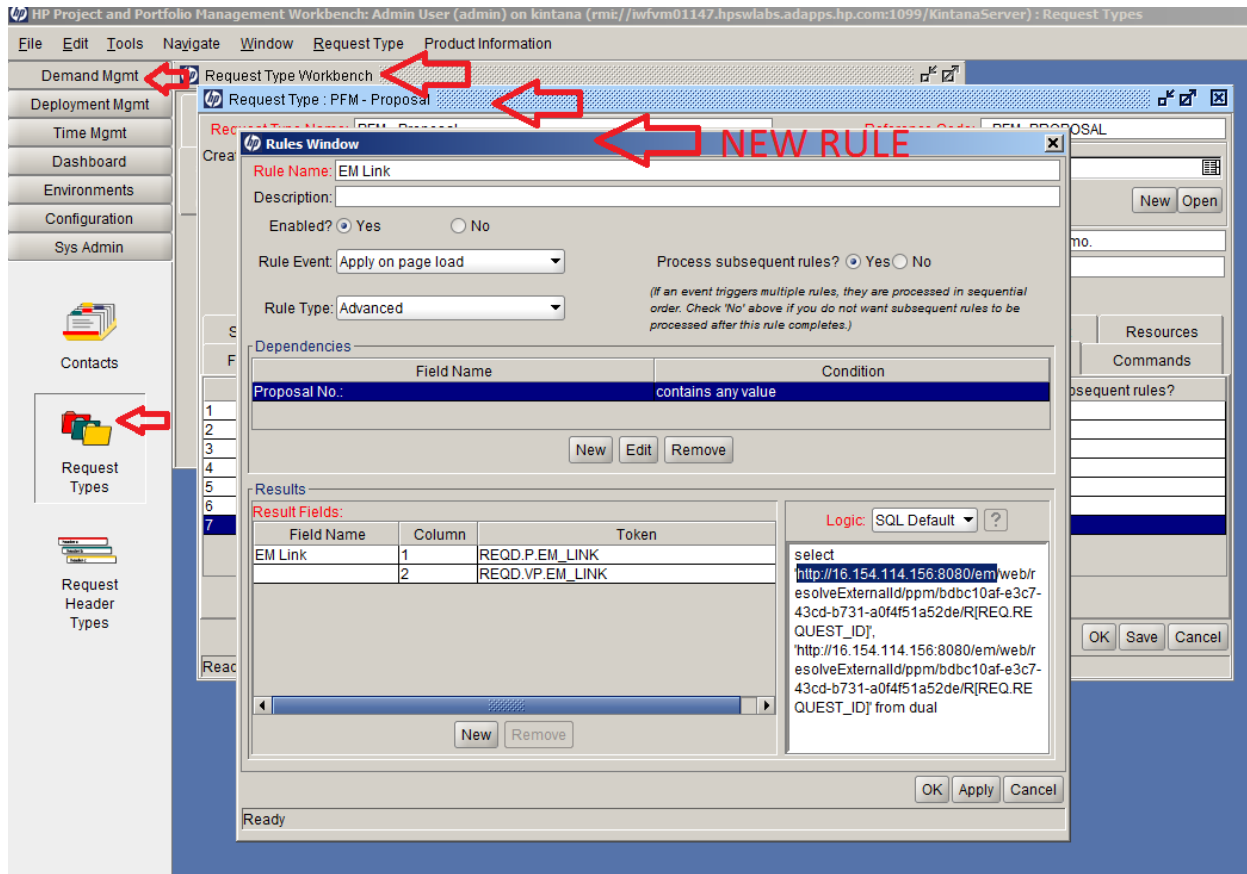 HP Project and Portfolio Management Workbench: Admin User (admin) on kintana (rmi://iwfvm01147.hpswlabs.adapps.hp.com:1099/KintanaServer) : Request Types
File Edit Tools Navigate Window Request Type Product Information
Demand Mgmt
Deployment Mgmt
Time Mgmt
Dashboard
Environments
Configuration
Sys Admin
Contacts
Request
Types
Request
Header
Types
Request Type Workbench
Request Type : PFM - Proposal
Request Type Name: PFM - Proposal Reference Code: PFM_PROPOSAL
Crea
New Open
mo.
S Resources
F Commands
bsequent rules?
1
2
3
4
5
6
7
OK Save Cancel
Reac
NEW RULE
Rules Window
Rule Name: EM Link
Description:
Enabled? Yes No
Rule Event: Apply on page load Process subsequent rules? Yes No
(If an event triggers multiple rules, they are processed in sequential
order. Check 'No' above if you do not want subsequent rules to be
processed after this rule completes.)
Rule Type: Advanced
Dependencies
Field Name Condition
Proposal No.: contains any value
New Edit Remove
Results
Result Fields:
Field Name Column Token
EM Link 1 REQD.P.EM_LINK
2 REQD.VP.EM_LINK
New Remove
Logic: SQL Default ?
select
'http://16.154.114.156:8080/em/web/r
esolveExternalId/ppm/bdbc10af-e3c7-
43cd-b731-a0f4f51a52de/R[REQ.RE
QUEST_ID]',
'http://16.154.114.156:8080/em/web/r
esolveExternalId/ppm/bdbc10af-e3c7-
43cd-b731-a0f4f51a52de/R[REQ.RE
QUEST_ID]' from dual
OK Apply Cancel
Ready